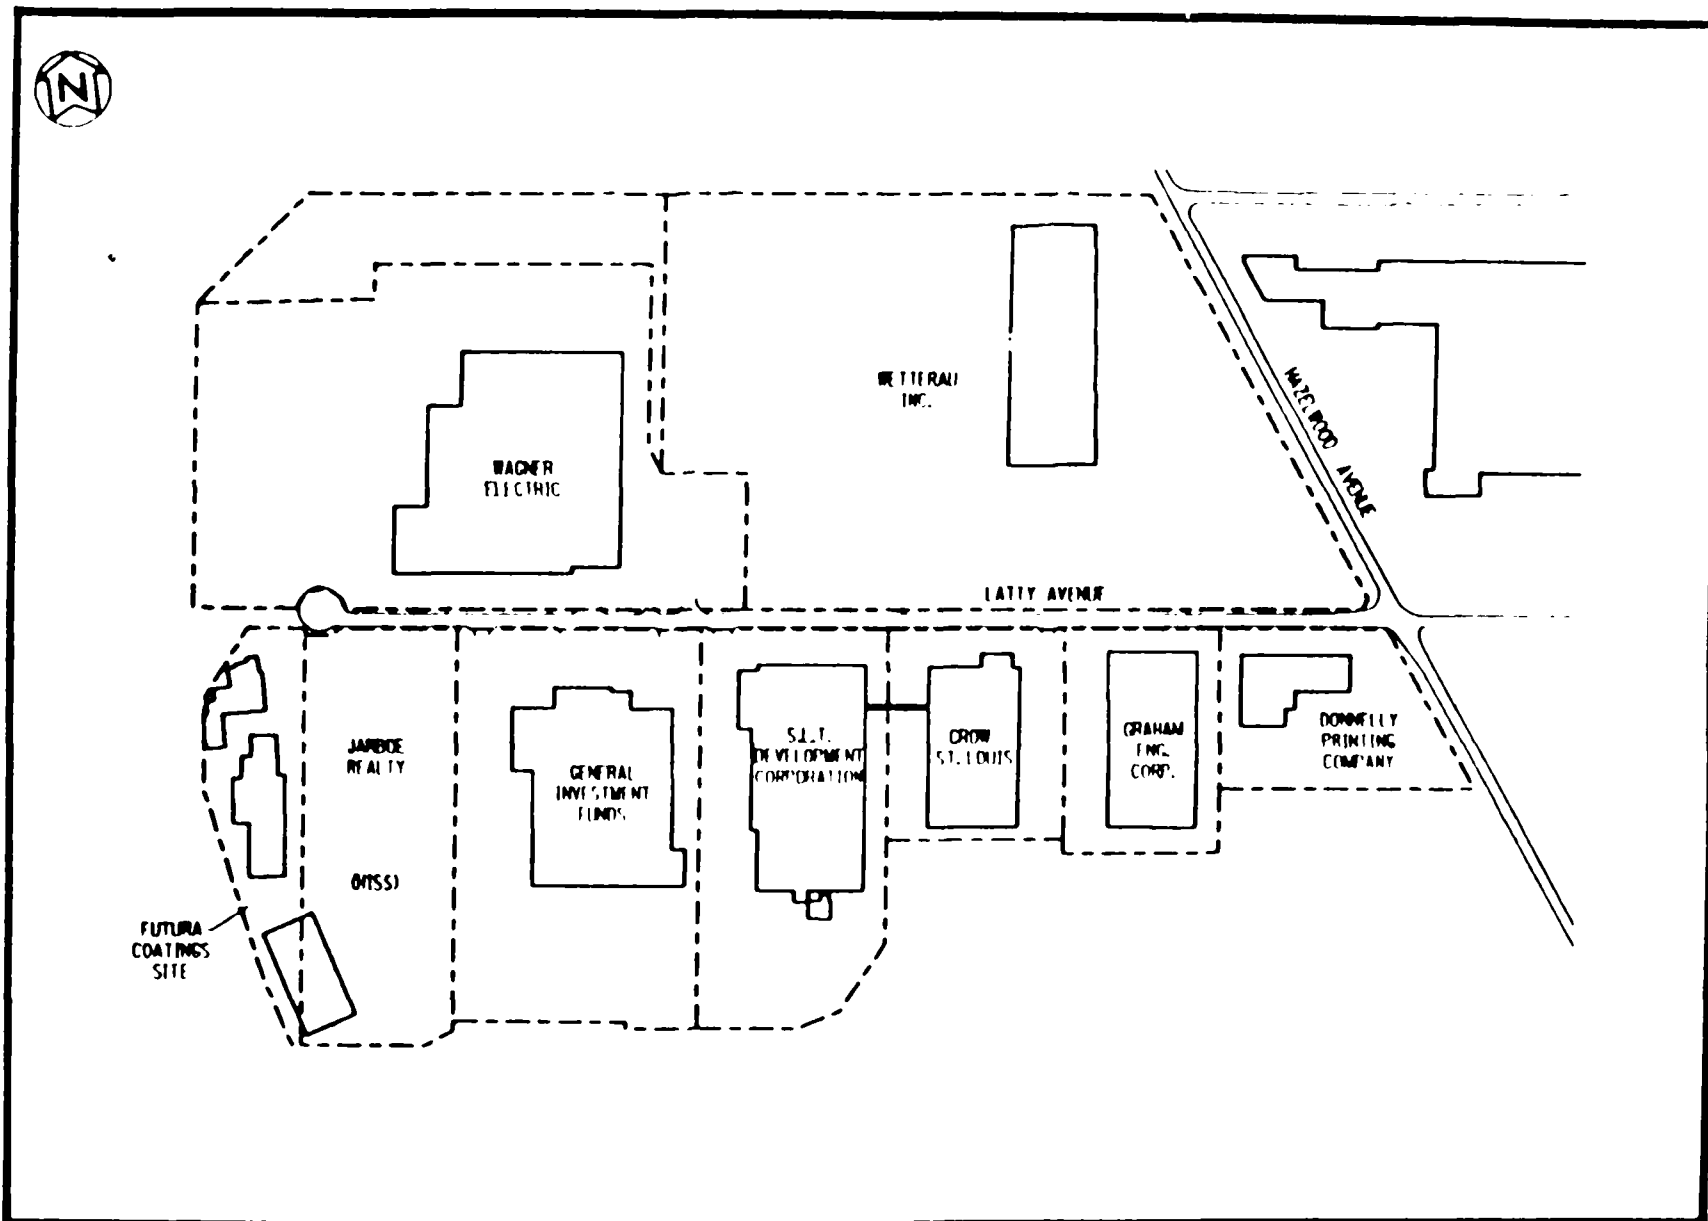 N
WETTERAU
INC.
HAZELWOOD AVENUE
WAGNER
ELECTRIC
LATTY AVENUE
JARBOE
REALTY
(HISS)
GENERAL
INVESTMENT
FUNDS
S.L.T.
DEVELOPMENT
CORPORATION
CROW
ST. LOUIS
GRAHAM
ENG.
CORP.
DONNELLY
PRINTING
COMPANY
FUTURA
COATINGS
SITE